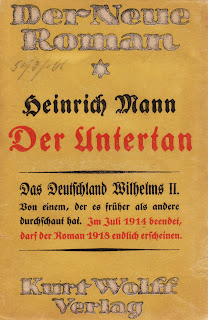 Der Neue
Roman
Heinrich Mann
Der Untertan
Das Deutschland Wilhelms II.
Von einem, der es früher als andere
durchschaut hat. Im Juli 1914 beendet,
darf der Roman 1918 endlich erscheinen.
Kurt Wolff
Verlag